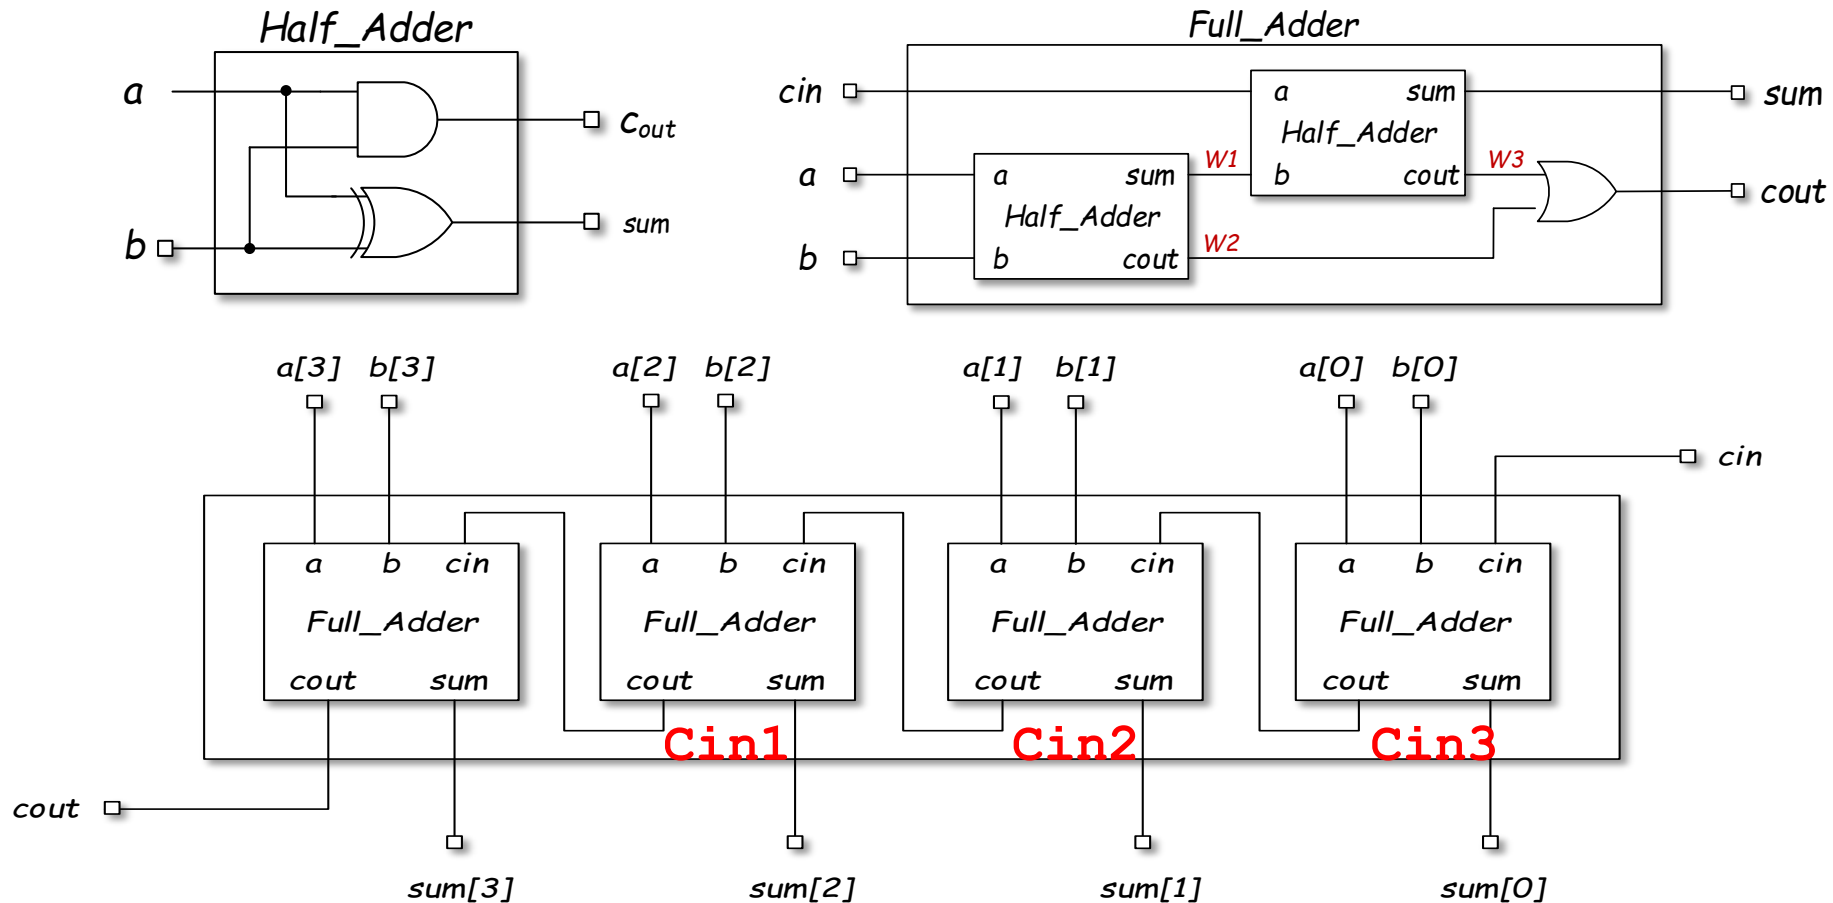 Half_Adder
a
b
Cout
sum
Full_Adder
cin
a
b
a sum
Half_Adder
b cout
W1
W2
a sum
Half_Adder
b cout
W3
sum
cout
a[3] b[3] a[2] b[2] a[1] b[1] a[0] b[0]
cin
a b cin a b cin a b cin a b cin
Full_Adder Full_Adder Full_Adder Full_Adder
cout sum cout sum cout sum cout sum
Cin1 Cin2 Cin3
cout
sum[3] sum[2] sum[1] sum[0]